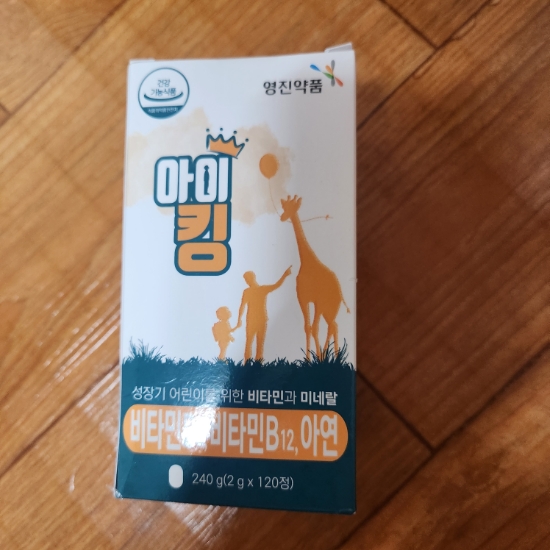 건강
기능식품
영진약품
아이
킹
성장기 어린이를 위한 비타민과 미네랄
비타민 비타민B12, 아연
240 g(2 g x 120정)